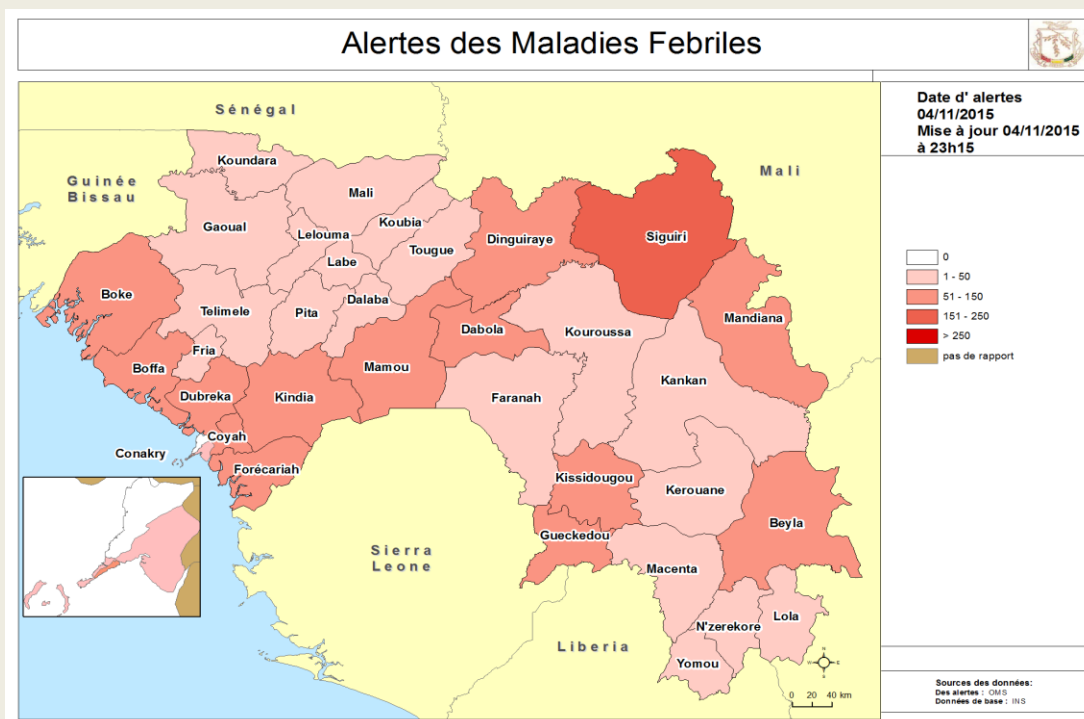 Alertes des Maladies Febriles
Date d' alertes
04/11/2015
Mise à jour 04/11/2015
à 23h15
0
1 - 50
51 - 150
151 - 250
> 250
pas de rapport
Sénégal
Guinée
Bissau
Mali
Koundara
Mali
Gaoual
Koubia
Lelouma
Tougue
Labe
Dinguiraye
Siguiri
Boke
Telimele
Pita
Dalaba
Mandiana
Dabola
Kouroussa
Fria
Boffa
Mamou
Kankan
Dubreka
Kindia
Faranah
Coyah
Conakry
Forécariah
Kissidougou
Kerouane
Beyla
Gueckedou
Sierra
Leone
Macenta
Lola
N'zerekore
Liberia
Yomou
N
W
E
S
0 20 40 km
Sources des données:
Des alertes : OMS
Données de base : INS